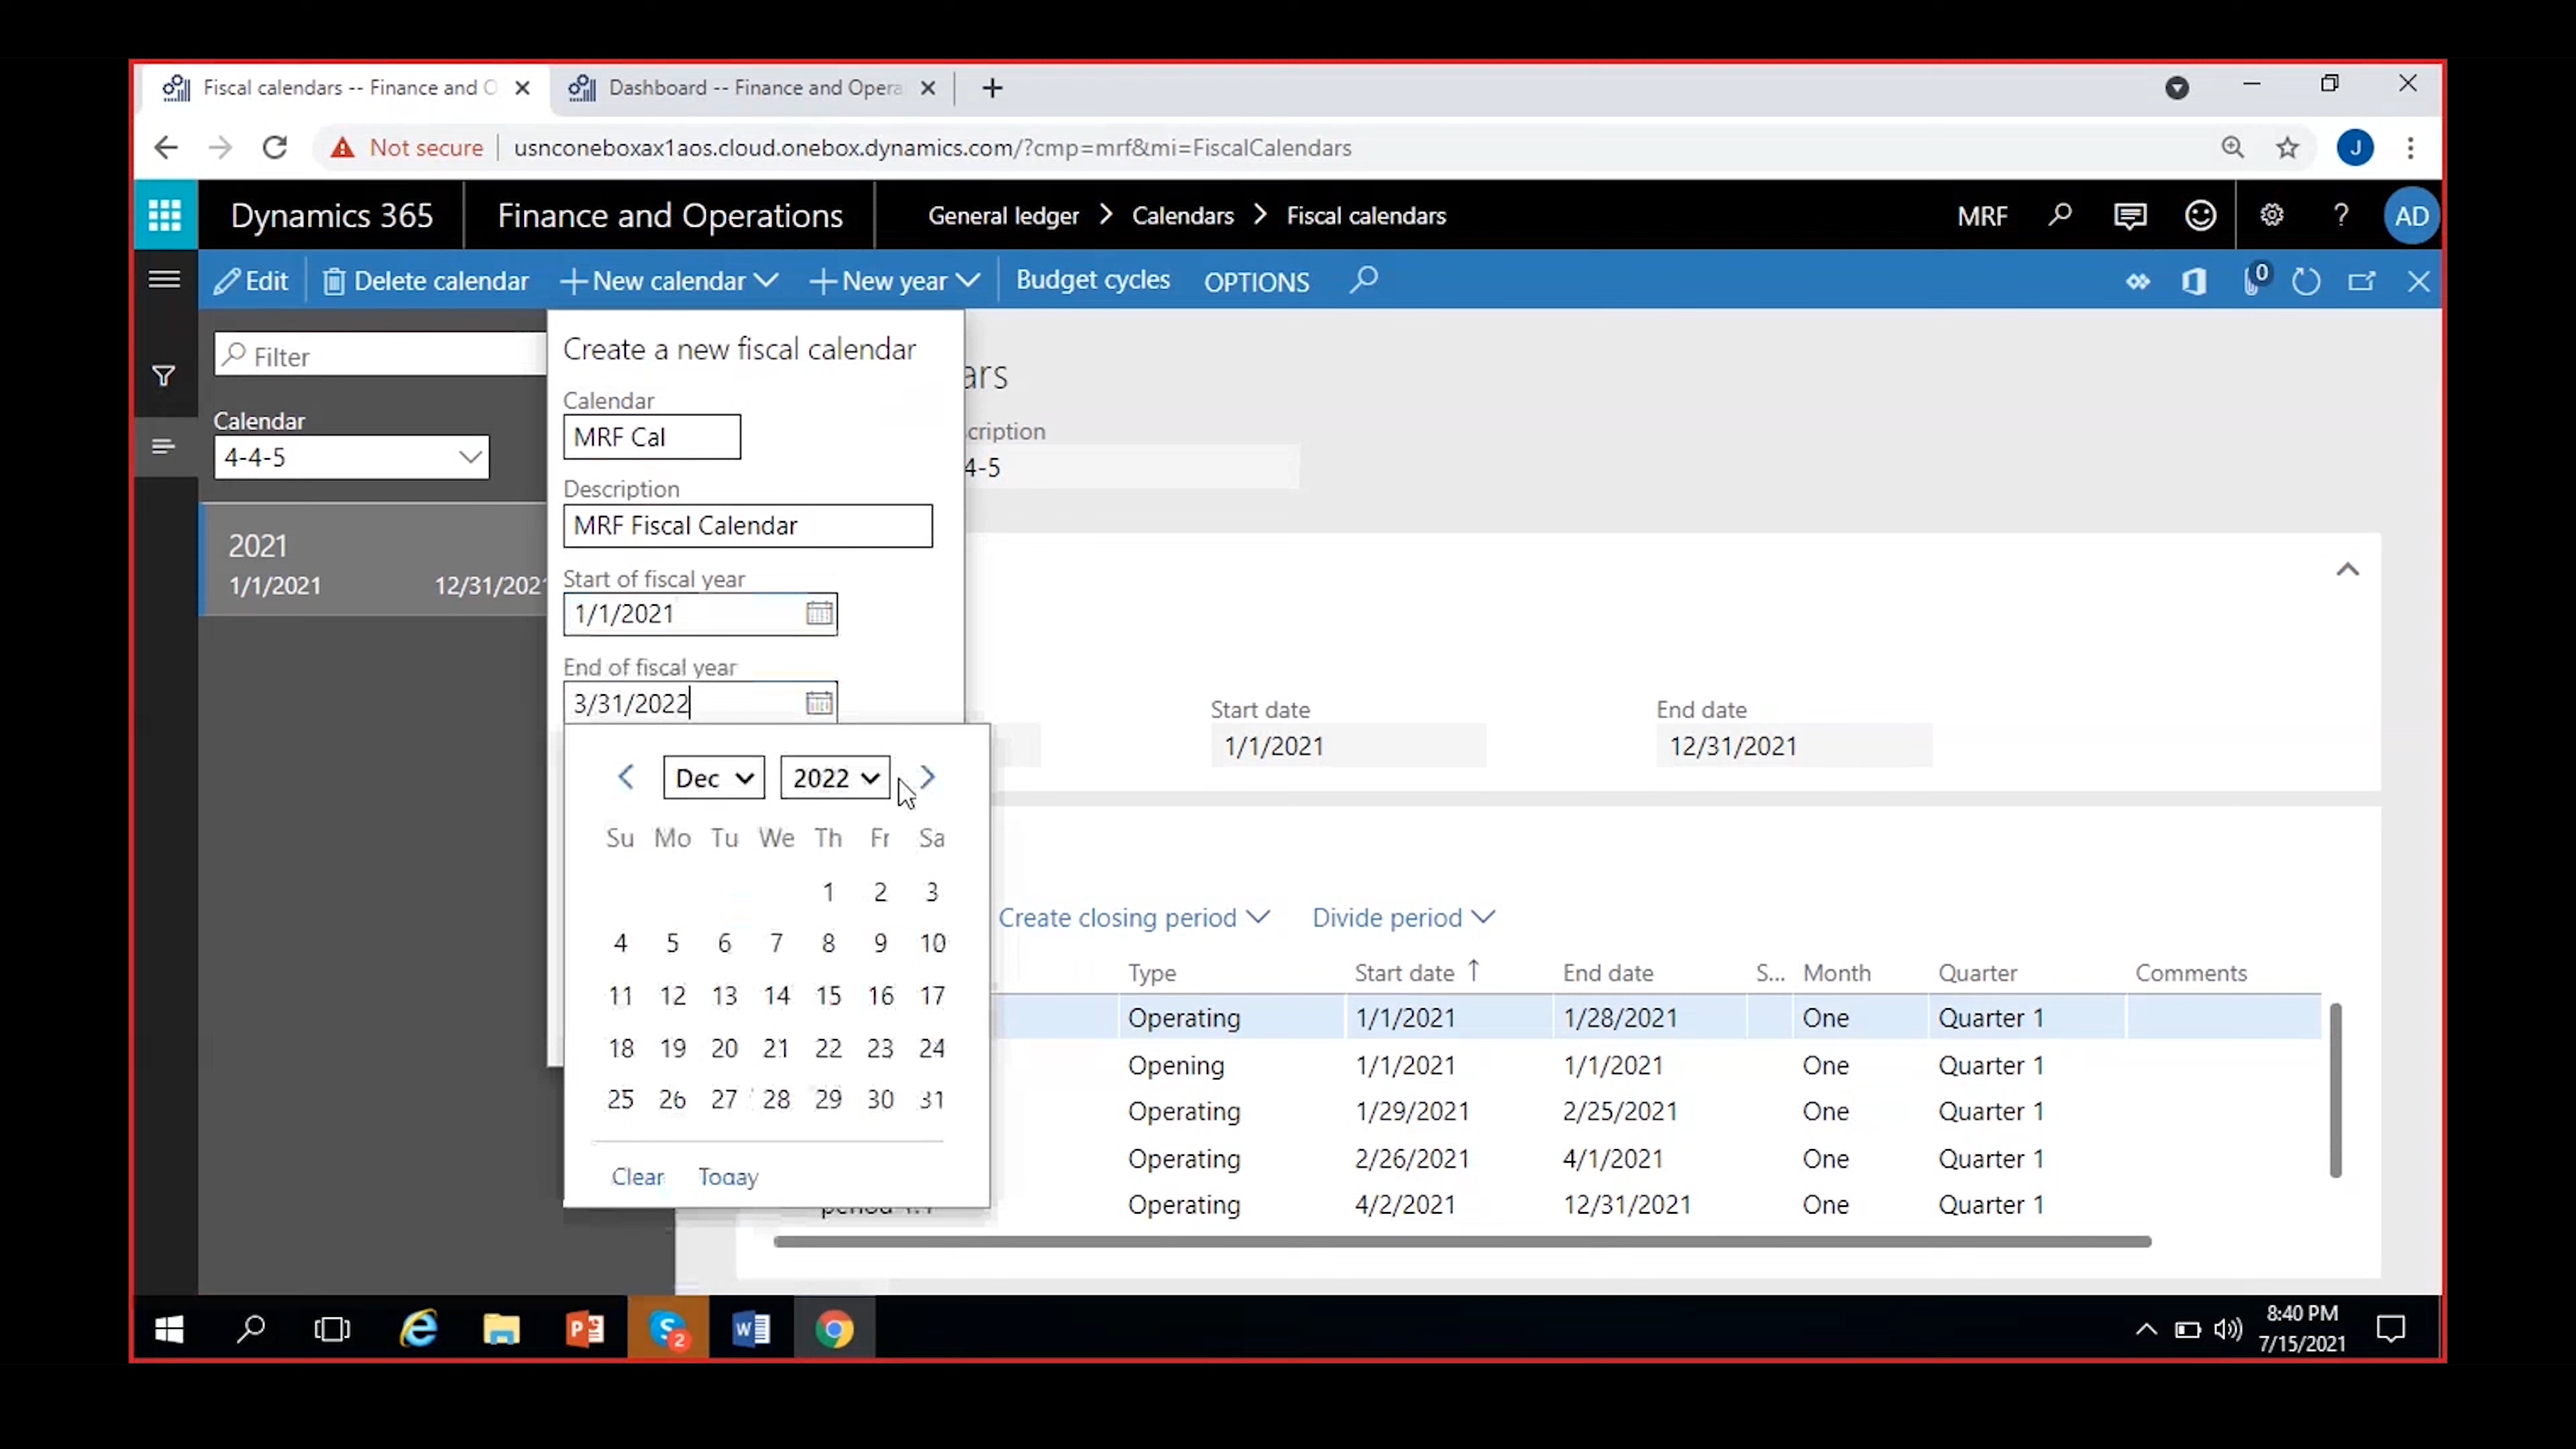 Fiscal calendars -- Finance and O
Dashboard -- Finance and Opera
Not secure
usnconeboxax1aos.cloud.onebox.dynamics.com/?cmp=mrf&mi=FiscalCalendars
J
Dynamics 365
Finance and Operations
General ledger > Calendars > Fiscal calendars
MRF
?
AD
Edit
Delete calendar
New calendar
New year
Budget cycles
OPTIONS
0
Filter
Calendar
4-4-5
2021
1/1/2021 12/31/202
Create a new fiscal calendar
Calendar
MRF Cal
Description
MRF Fiscal Calendar
Start of fiscal year
1/1/2021
End of fiscal year
3/31/2022
Dec 2022
Su Mo Tu We Th Fr Sa
1 2 3
4 5 6 7 8 9 10
11 12 13 14 15 16 17
18 19 20 21 22 23 24
25 26 27 28 29 30 31
Clear Today
ars
cription
4-5
Start date
1/1/2021
End date
12/31/2021
Create closing period
Divide period
Type Start date End date S... Month Quarter Comments
Operating 1/1/2021 1/28/2021 One Quarter 1
Opening 1/1/2021 1/1/2021 One Quarter 1
Operating 1/29/2021 2/25/2021 One Quarter 1
Operating 2/26/2021 4/1/2021 One Quarter 1
Operating 4/2/2021 12/31/2021 One Quarter 1
2
8:40 PM
7/15/2021